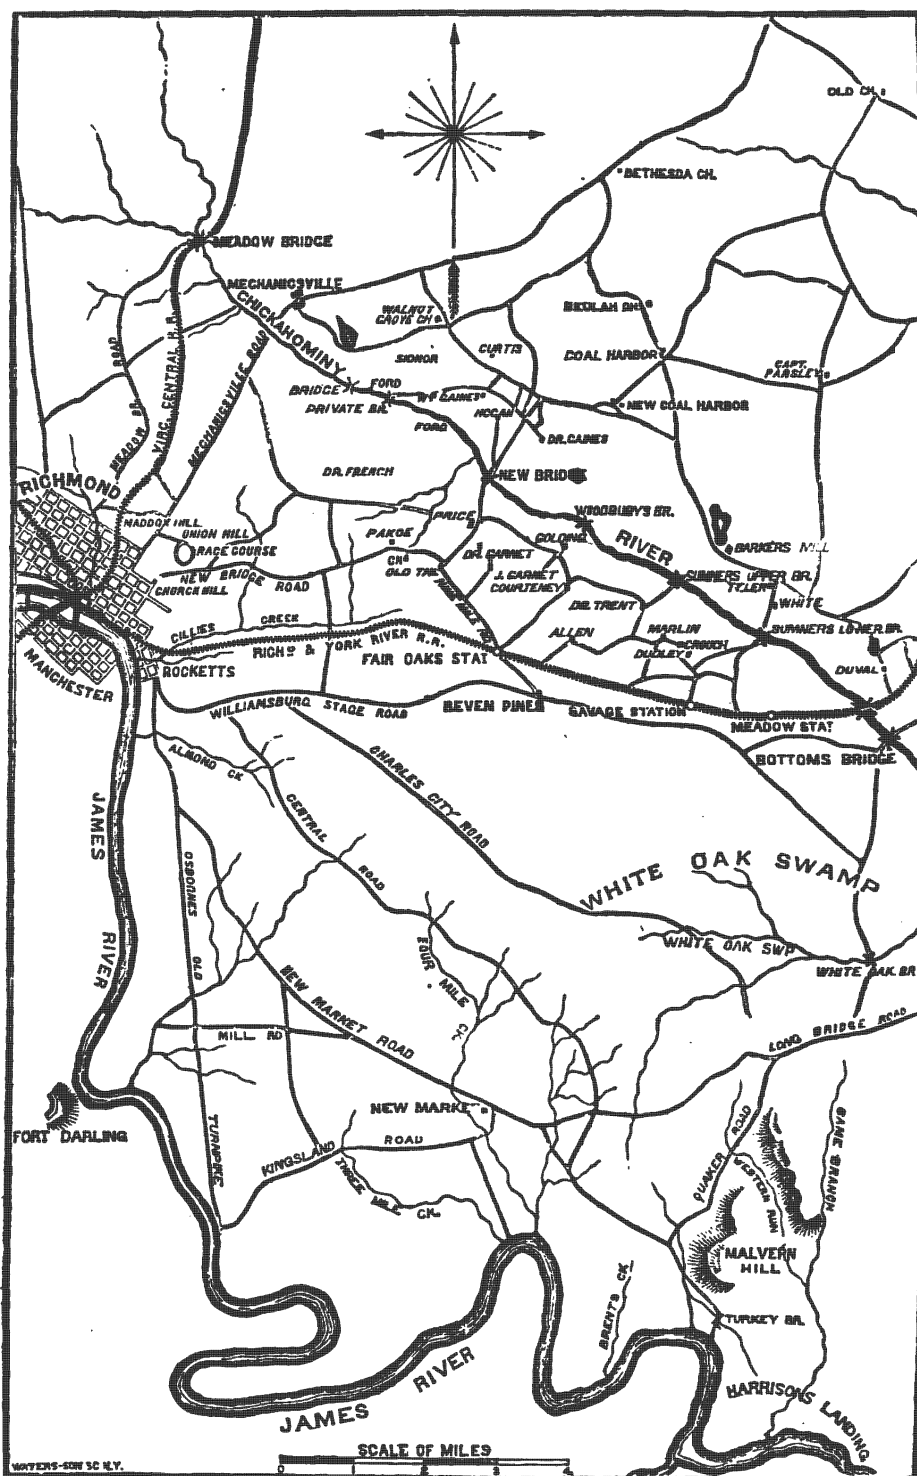 OLD CH.
BETHESDA CH.
MEADOW BRIDGE
MECHANICSVILLE
CHICKAHOMINY
WALNUT
GROVE CH.
BEULAH CH.
SIGNOR
CURTIS
COAL HARBOR
CAPT.
PARSLEY
MEADOW BR. ROAD
VIRG. CENTRAL R.R.
MECHANICSVILLE ROAD
BRIDGE
FORD
PRIVATE BR.
W. GAINES
HOGAN
FORD
NEW COAL HARBOR
DR. GAINES
RICHMOND
DR. FRENCH
NEW BRIDGE
MADDOX HILL
UNION HILL
RACE COURSE
PRICE
WOODBURY'S BR.
RIVER
GOLDING
BARKERS MILL
CH.
OLD TAV.
DR. GARNET
J. GARNET
COURTENEY
NEW BRIDGE ROAD
CHURCH HILL
NINE MILE RD.
SUMNERS UPPER BR.
TYLER
WHITE
DR. TRENT
GILLIES CREEK
ALLEN
MARLIN
CROUCH
DUDLEY
SUMNERS LOWER BR.
RICHD & YORK RIVER R.R.
FAIR OAKS STAT
MANCHESTER
ROCKETTS
DUVAL
WILLIAMSBURG STAGE ROAD
SEVEN PINES
SAVAGE STATION
MEADOW STAT
BOTTOMS BRIDGE
ALMOND CK
CHARLES CITY ROAD
CENTRAL ROAD
JAMES RIVER
OSBOURNES OLD TURNPIKE
WHITE OAK SWAMP
WHITE OAK SWP
WHITE OAK BR
FOUR MILE CK.
NEW MARKET ROAD
MILL RD
LONG BRIDGE ROAD
FORT DARLING
NEW MARKET
KINGSLAND ROAD
THREE MILE CK.
QUAKER ROAD
WESTERN RUN
MALVERN
HILL
BRENTS CK
TURKEY BR.
JAMES RIVER
HARRISONS LANDING
SCALE OF MILES
0 1 2 3 4
WATERS-SON SC N.Y.